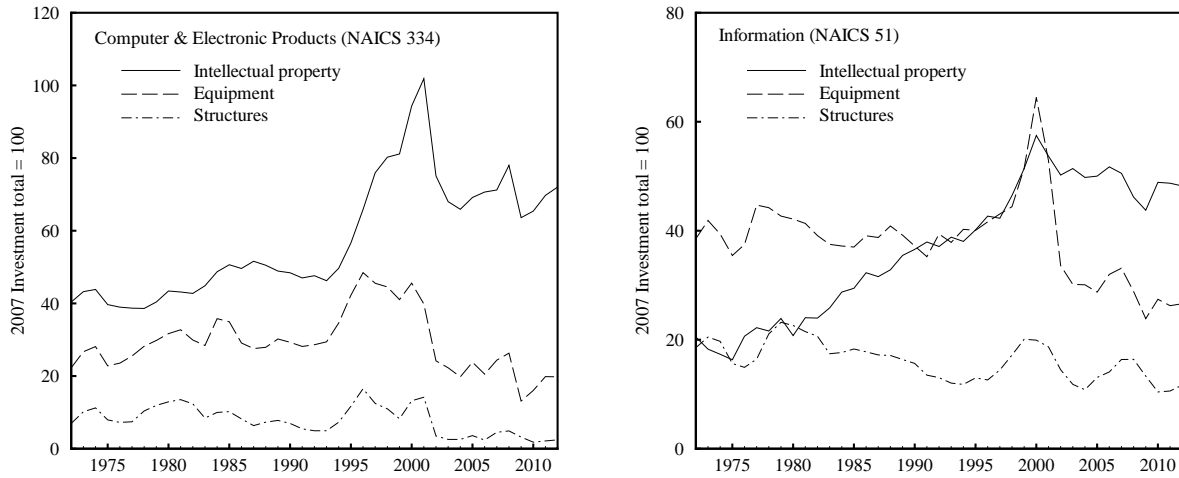 Computer & Electronic Products (NAICS 334)
Intellectual property
Equipment
Structures
2007 Investment total = 100
120
100
80
60
40
20
0
1975 1980 1985 1990 1995 2000 2005 2010
Information (NAICS 51)
Intellectual property
Equipment
Structures
2007 Investment total = 100
80
60
40
20
0
1975 1980 1985 1990 1995 2000 2005 2010